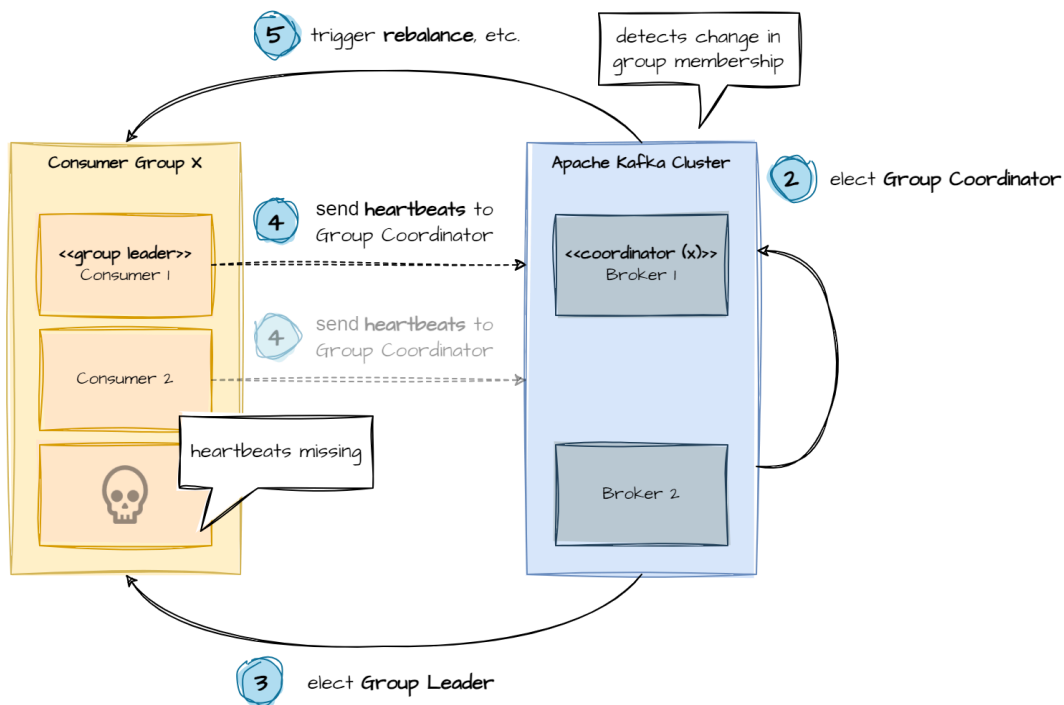 5
trigger rebalance, etc.
detects change in
group membership
Consumer Group X
Apache Kafka Cluster
2
elect Group Coordinator
4
send heartbeats to
Group Coordinator
<<group leader>>
Consumer 1
<<coordinator (x)>>
Broker 1
4
send heartbeats to
Group Coordinator
Consumer 2
heartbeats missing
Broker 2
3
elect Group Leader